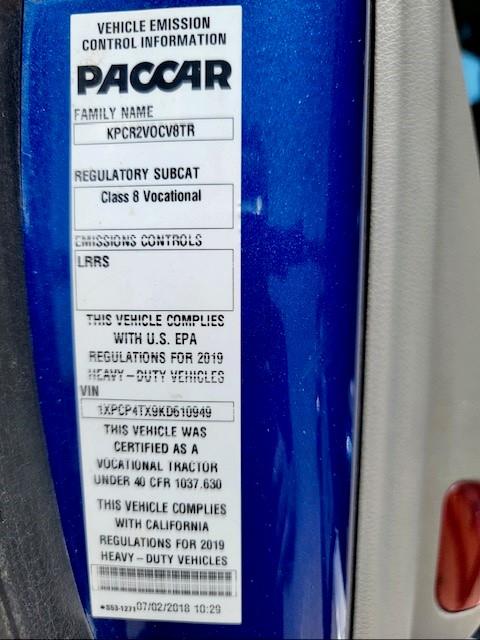 VEHICLE EMISSION
CONTROL INFORMATION
PACCAR
FAMILY NAME
KPCR2VOCV8TR
REGULATORY SUBCAT
Class 8 Vocational
EMISSIONS CONTROLS
LRRS
THIS VEHICLE COMPLIES
WITH U.S. EPA
REGULATIONS FOR 2019
HEAVY-DUTY VEHICLES
VIN
1XPCP4TX9KD610949
THIS VEHICLE WAS
CERTIFIED AS A
VOCATIONAL TRACTOR
UNDER 40 CFR 1037.630
THIS VEHICLE COMPLIES
WITH CALIFORNIA
REGULATIONS FOR 2019
HEAVY-DUTY VEHICLES
*S53-1271 07/02/2018 10:29